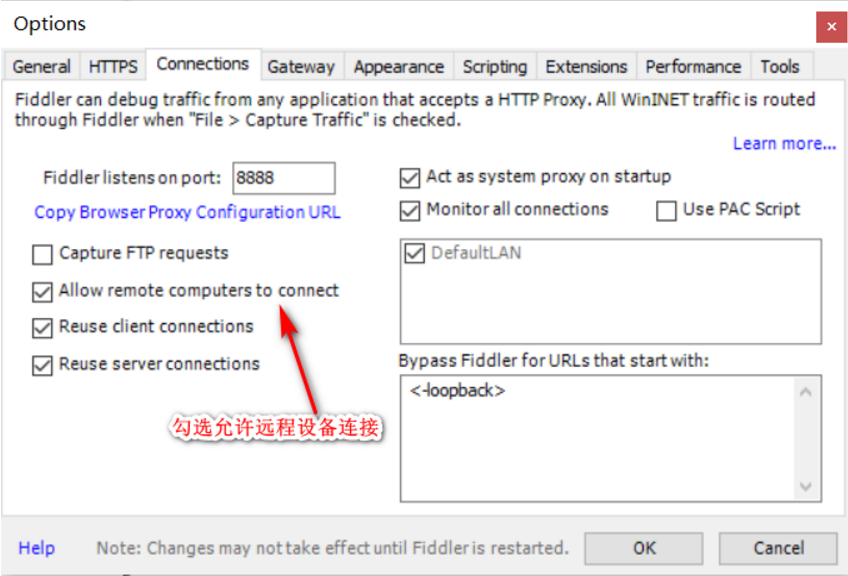 Options
General HTTPS Connections Gateway Appearance Scripting Extensions Performance Tools
Fiddler can debug traffic from any application that accepts a HTTP Proxy. All WinINET traffic is routed
through Fiddler when "File > Capture Traffic" is checked.
Learn more...
Fiddler listens on port: 8888
Copy Browser Proxy Configuration URL
Capture FTP requests
Allow remote computers to connect
Reuse client connections
Reuse server connections
勾选允许远程设备连接
Act as system proxy on startup
Monitor all connections Use PAC Script
DefaultLAN
Bypass Fiddler for URLs that start with:
<-loopback>
Help Note: Changes may not take effect until Fiddler is restarted. OK Cancel